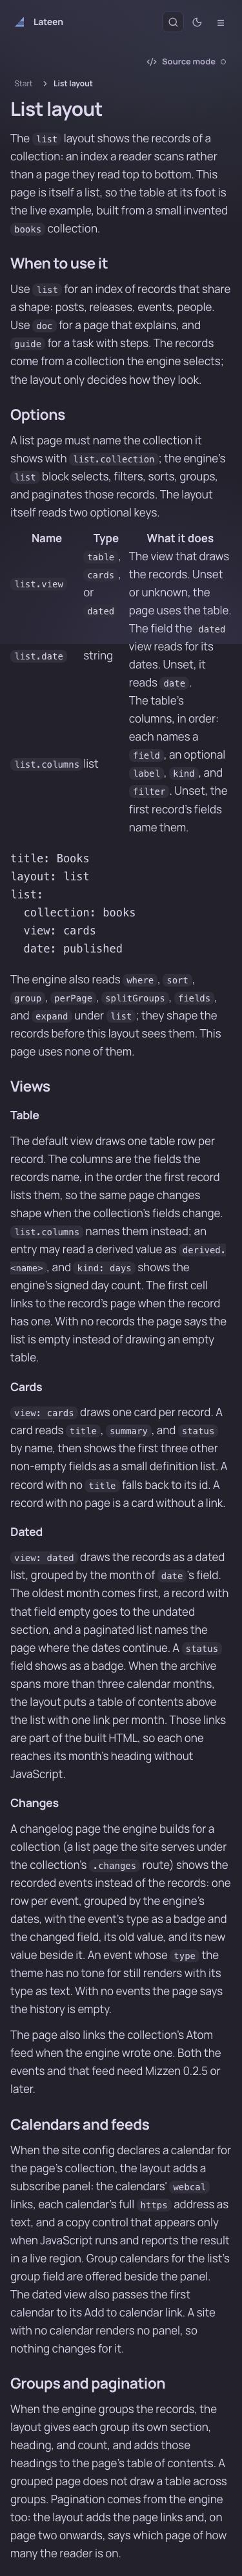 Lateen
Source mode
Start > List layout
List layout
The list layout shows the records of a
collection: an index a reader scans rather
than a page they read top to bottom. This
page is itself a list, so the table at its foot is
the live example, built from a small invented
books collection.
When to use it
Use list for an index of records that share
a shape: posts, releases, events, people.
Use doc for a page that explains, and
guide for a task with steps. The records
come from a collection the engine selects;
the layout only decides how they look.
Options
A list page must name the collection it
shows with list.collection; the engine's
list block selects, filters, sorts, groups,
and paginates those records. The layout
itself reads two optional keys.
Name Type What it does
list.view table, cards, or dated The view that draws
the records. Unset
or unknown, the
page uses the table.
list.date string The field the dated
view reads for its
dates. Unset, it
reads date.
list.columns list The table's
columns, in order:
each names a
field, an optional
label, kind, and
filter. Unset, the
first record's fields
name them.
title: Books
layout: list
list:
  collection: books
  view: cards
  date: published
The engine also reads where, sort,
group, perPage, splitGroups, fields,
and expand under list; they shape the
records before this layout sees them. This
page uses none of them.
Views
Table
The default view draws one table row per
record. The columns are the fields the
records name, in the order the first record
lists them, so the same page changes
shape when the collection's fields change.
list.columns names them instead; an
entry may read a derived value as derived.
<name>, and kind: days shows the
engine's signed day count. The first cell
links to the record's page when the record
has one. With no records the page says the
list is empty instead of drawing an empty
table.
Cards
view: cards draws one card per record. A
card reads title, summary, and status
by name, then shows the first three other
non-empty fields as a small definition list. A
record with no title falls back to its id. A
record with no page is a card without a link.
Dated
view: dated draws the records as a dated
list, grouped by the month of date's field.
The oldest month comes first, a record with
that field empty goes to the undated
section, and a paginated list names the
page where the dates continue. A status
field shows as a badge. When the archive
spans more than three calendar months,
the layout puts a table of contents above
the list with one link per month. Those links
are part of the built HTML, so each one
reaches its month's heading without
JavaScript.
Changes
A changelog page the engine builds for a
collection (a list page the site serves under
the collection's .changes route) shows the
recorded events instead of the records: one
row per event, grouped by the engine's
dates, with the event's type as a badge and
the changed field, its old value, and its new
value beside it. An event whose type the
theme has no tone for still renders with its
type as text. With no events the page says
the history is empty.
The page also links the collection's Atom
feed when the engine wrote one. Both the
events and that feed need Mizzen 0.2.5 or
later.
Calendars and feeds
When the site config declares a calendar for
the page's collection, the layout adds a
subscribe panel: the calendars' webcal
links, each calendar's full https address as
text, and a copy control that appears only
when JavaScript runs and reports the result
in a live region. Group calendars for the list's
group field are offered beside the panel.
The dated view also passes the first
calendar to its Add to calendar link. A site
with no calendar renders no panel, so
nothing changes for it.
Groups and pagination
When the engine groups the records, the
layout gives each group its own section,
heading, and count, and adds those
headings to the page's table of contents. A
grouped page does not draw a table across
groups. Pagination comes from the engine
too: the layout adds the page links and, on
page two onwards, says which page of how
many the reader is on.